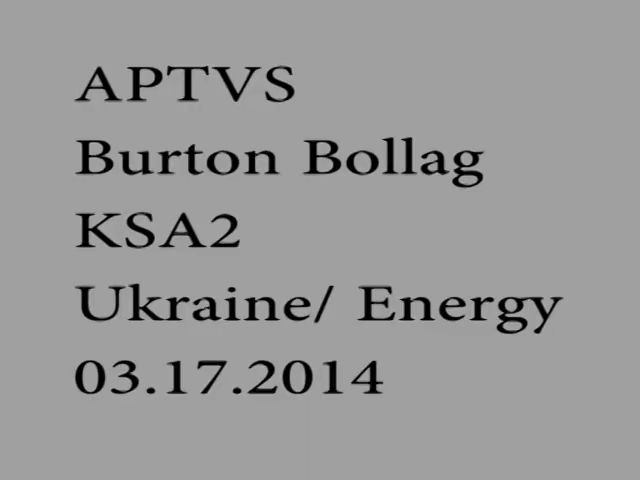 APTVS
Burton Bollag
KSA2
Ukraine/ Energy
03.17.2014